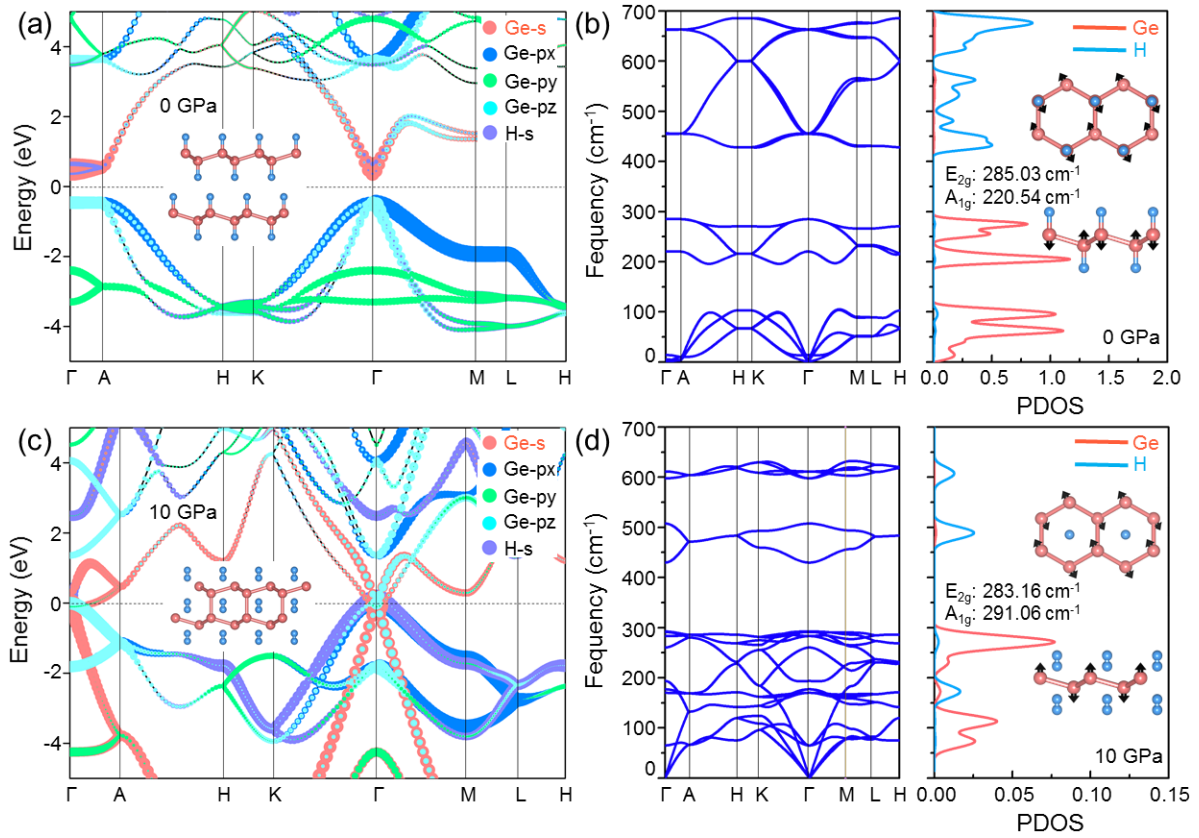 (a)
Energy (eV)
4
2
0
-2
-4
0 GPa
Ge-s
Ge-px
Ge-py
Ge-pz
H-s
Γ A H K Γ M L H
(b)
Fequency (cm-1)
700
600
500
400
300
200
100
0
Γ A H K Γ M L H
Ge
H
E2g: 285.03 cm-1
A1g: 220.54 cm-1
0 GPa
0.0 0.5 1.0 1.5 2.0
PDOS
(c)
Energy (eV)
4
2
0
-2
-4
10 GPa
Ge-s
Ge-px
Ge-py
Ge-pz
H-s
Γ A H K Γ M L H
(d)
Fequency (cm-1)
700
600
500
400
300
200
100
0
Γ A H K Γ M L H
Ge
H
E2g: 283.16 cm-1
A1g: 291.06 cm-1
10 GPa
0.00 0.05 0.10 0.15
PDOS